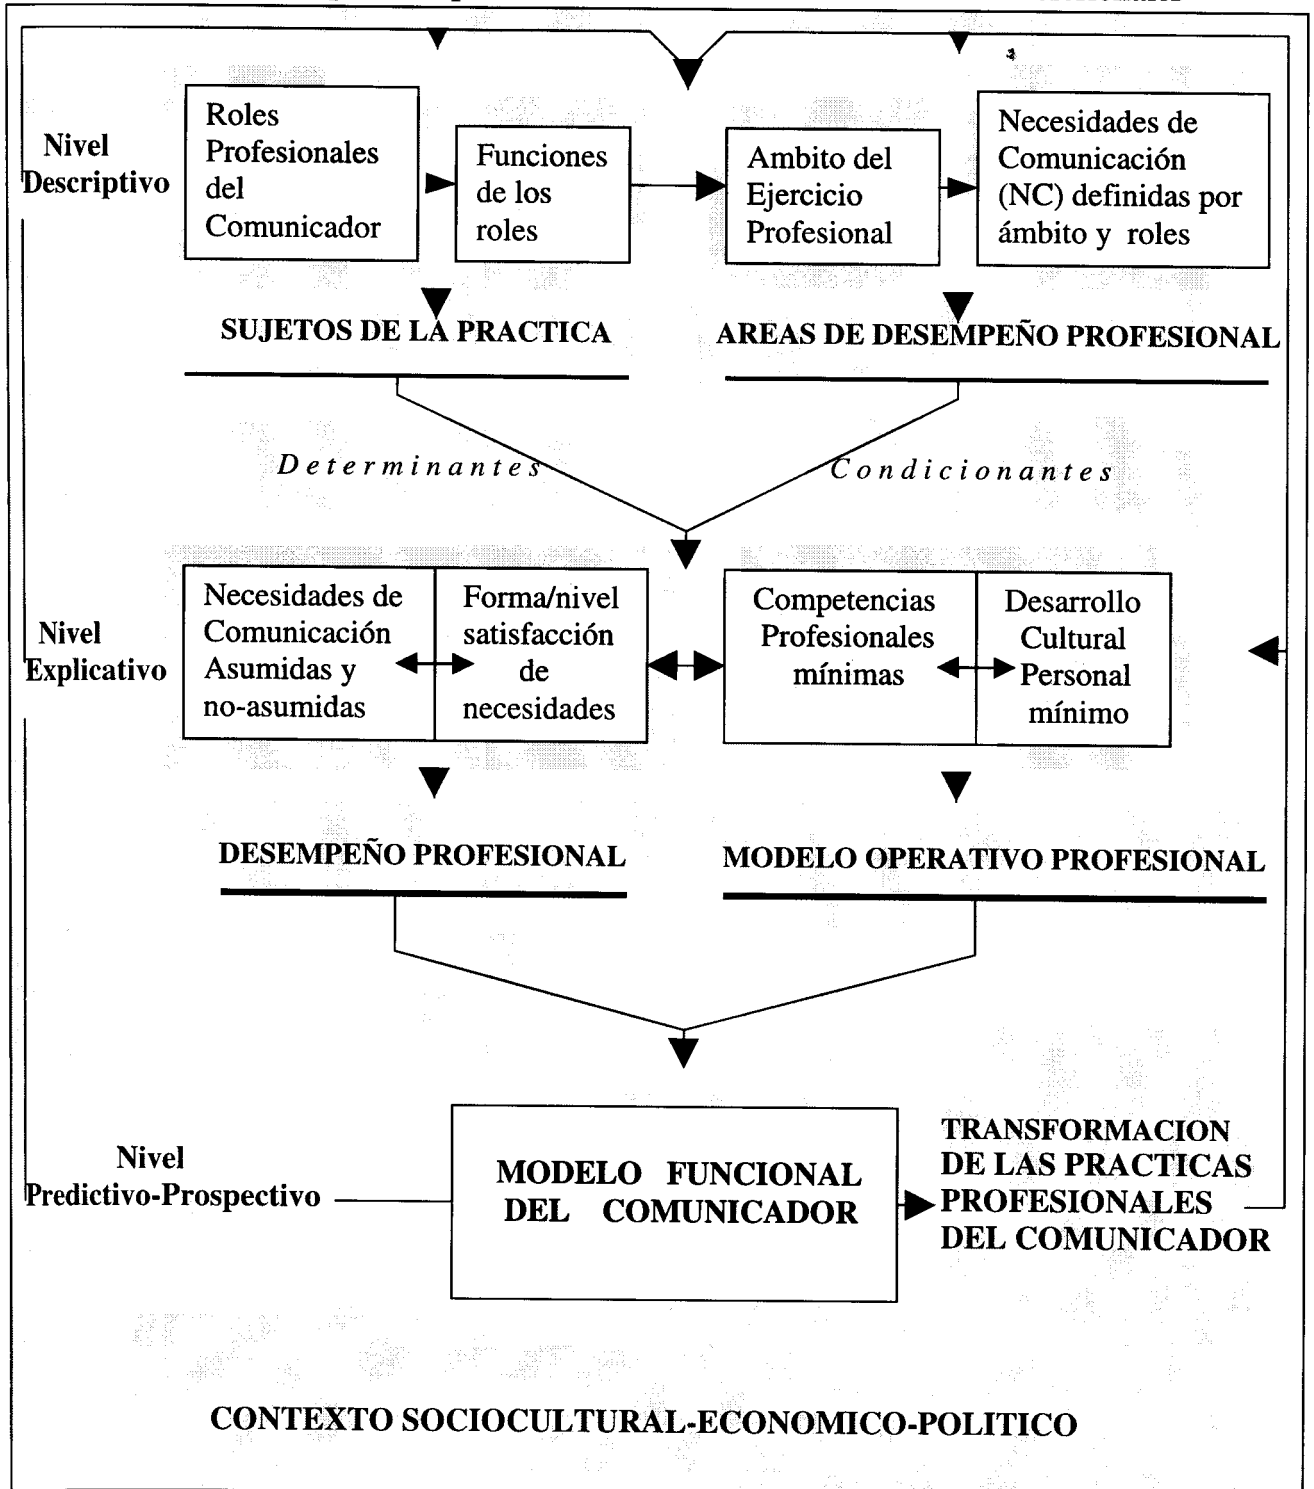 Nivel
Descriptivo
Roles
Profesionales
del
Comunicador
Funciones
de los
roles
Ambito del
Ejercicio
Profesional
Necesidades de
Comunicación
(NC) definidas por
ámbito y roles
SUJETOS DE LA PRACTICA
AREAS DE DESEMPEÑO PROFESIONAL
Determinantes
Condicionantes
Nivel
Explicativo
Necesidades de
Comunicación
Asumidas y
no-asumidas
Forma/nivel
satisfacción
de
necesidades
Competencias
Profesionales
mínimas
Desarrollo
Cultural
Personal
mínimo
DESEMPEÑO PROFESIONAL
MODELO OPERATIVO PROFESIONAL
Nivel
Predictivo-Prospectivo
MODELO FUNCIONAL
DEL COMUNICADOR
TRANSFORMACION
DE LAS PRACTICAS
PROFESIONALES
DEL COMUNICADOR
CONTEXTO SOCIOCULTURAL-ECONOMICO-POLITICO